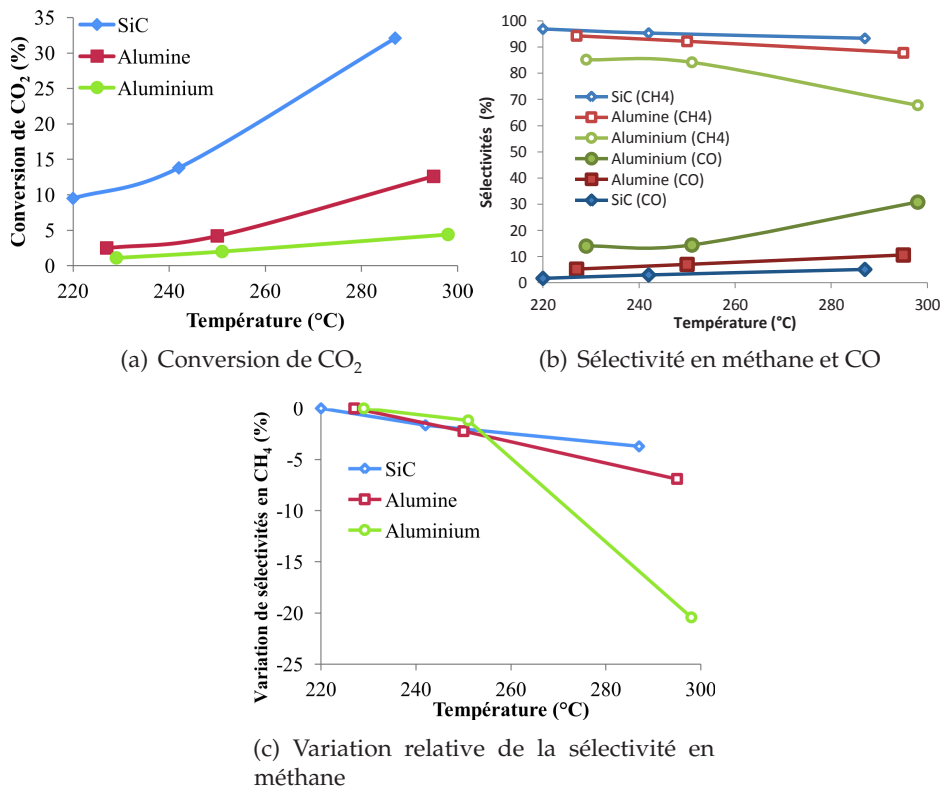 35
30
25
20
15
10
5
0
Conversion de CO2 (%)
SiC
Alumine
Aluminium
220 240 260 280 300
Température (°C)
(a) Conversion de CO2
100
90
80
70
60
50
40
30
20
10
0
Sélectivités (%)
SiC (CH4)
Alumine (CH4)
Aluminium (CH4)
Aluminium (CO)
Alumine (CO)
SiC (CO)
220 240 260 280 300
Température (°C)
(b) Sélectivité en méthane et CO
0
-5
-10
-15
-20
-25
Variation de sélectivités en CH4 (%)
SiC
Alumine
Aluminium
220 240 260 280 300
Température (°C)
(c) Variation relative de la sélectivité en
méthane